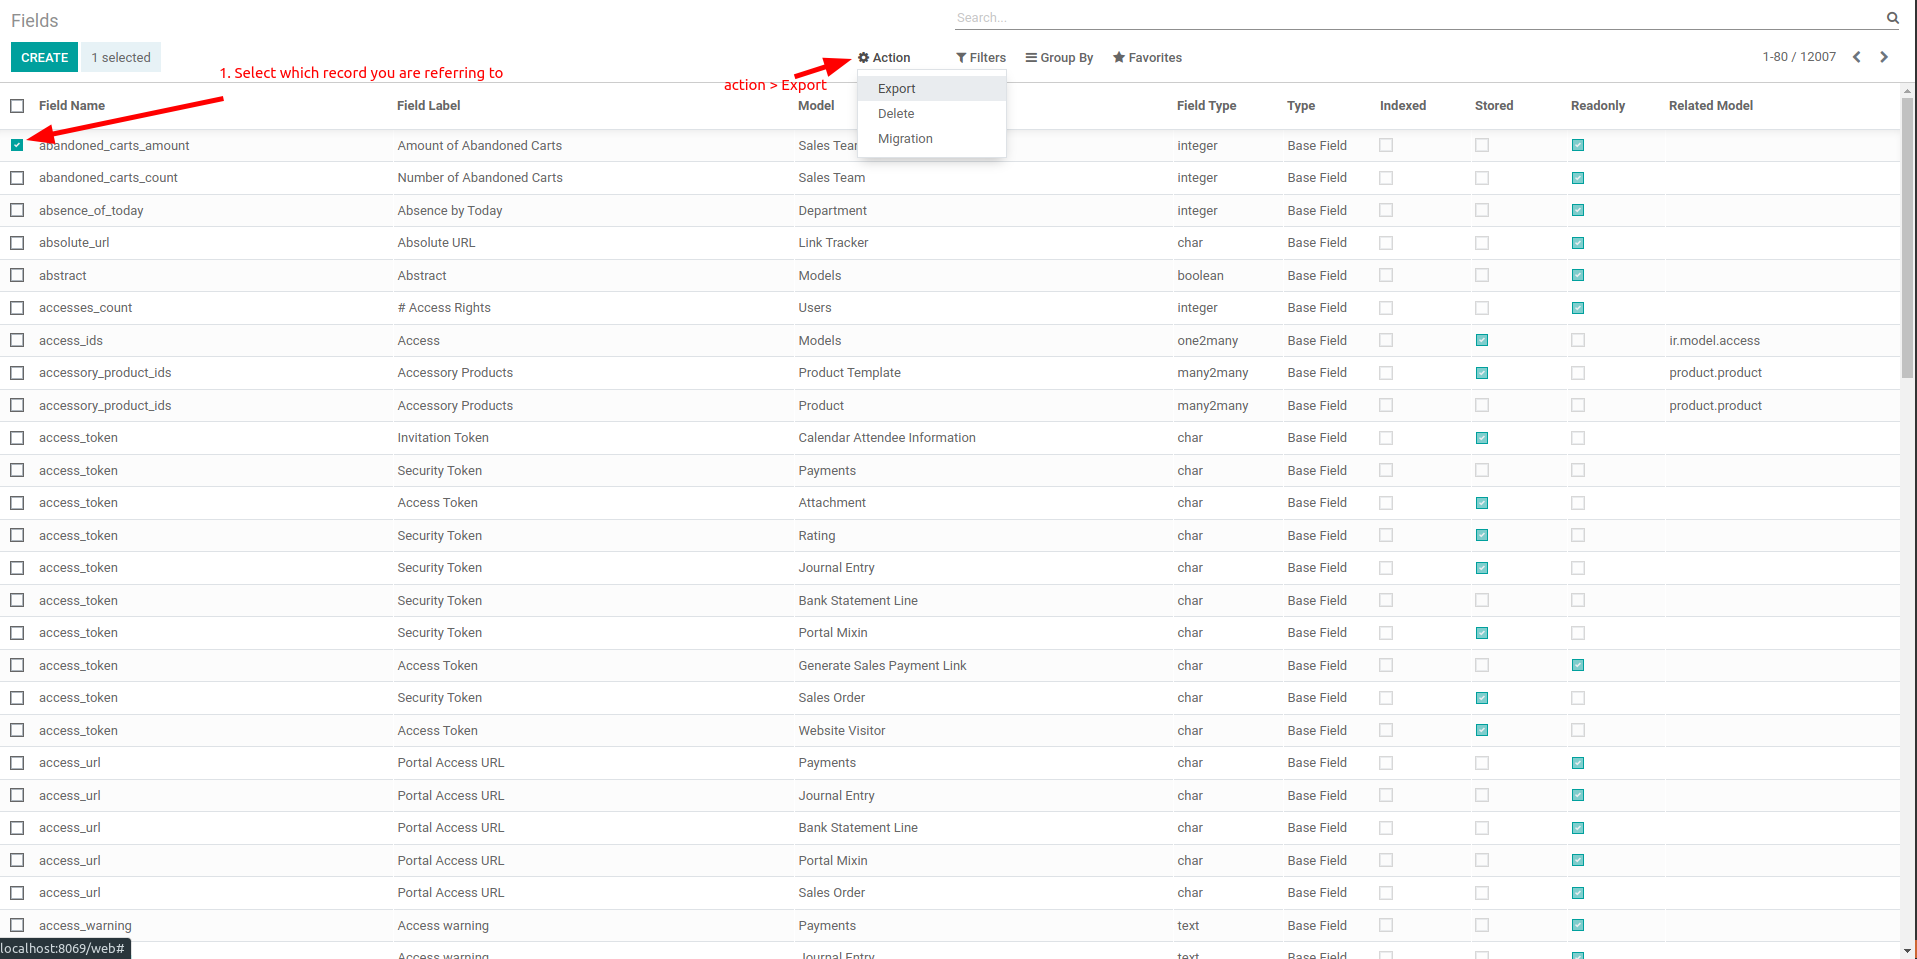 Fields
Search...
CREATE 1 selected Action Filters Group By Favorites 1-80 / 12007
1. Select which record you are referring to
action > Export
Export
Delete
Migration
Field Name Field Label Model Field Type Type Indexed Stored Readonly Related Model
abandoned_carts_amount Amount of Abandoned Carts Sales Tea integer Base Field
abandoned_carts_count Number of Abandoned Carts Sales Team integer Base Field
absence_of_today Absence by Today Department integer Base Field
absolute_url Absolute URL Link Tracker char Base Field
abstract Abstract Models boolean Base Field
accesses_count # Access Rights Users integer Base Field
access_ids Access Models one2many Base Field ir.model.access
accessory_product_ids Accessory Products Product Template many2many Base Field product.product
accessory_product_ids Accessory Products Product many2many Base Field product.product
access_token Invitation Token Calendar Attendee Information char Base Field
access_token Security Token Payments char Base Field
access_token Access Token Attachment char Base Field
access_token Security Token Rating char Base Field
access_token Security Token Journal Entry char Base Field
access_token Security Token Bank Statement Line char Base Field
access_token Security Token Portal Mixin char Base Field
access_token Access Token Generate Sales Payment Link char Base Field
access_token Security Token Sales Order char Base Field
access_token Access Token Website Visitor char Base Field
access_url Portal Access URL Payments char Base Field
access_url Portal Access URL Journal Entry char Base Field
access_url Portal Access URL Bank Statement Line char Base Field
access_url Portal Access URL Portal Mixin char Base Field
access_url Portal Access URL Sales Order char Base Field
access_warning Access warning Payments text Base Field
localhost:8069/web# Access warning Journal Entry text Base Field